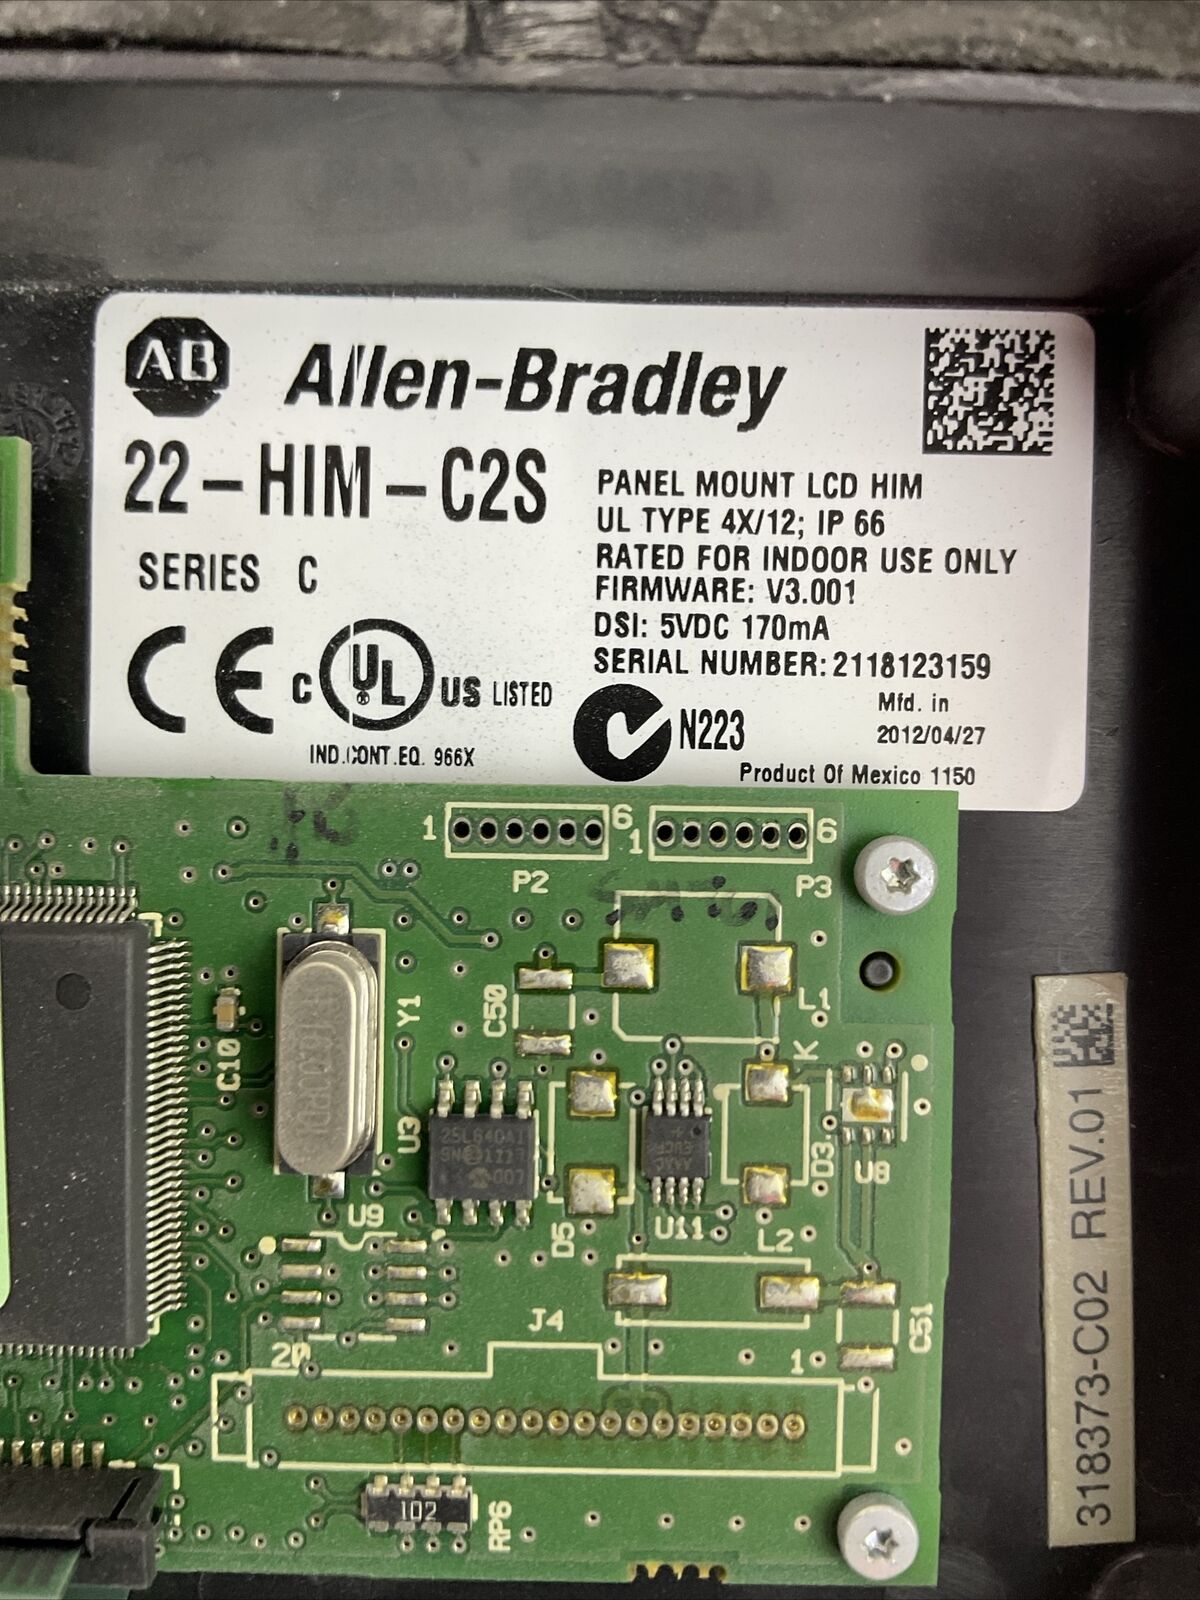 AB Allen-Bradley
22-HIM-C2S
SERIES C
PANEL MOUNT LCD HIM
UL TYPE 4X/12; IP 66
RATED FOR INDOOR USE ONLY
FIRMWARE: V3.001
DSI: 5VDC 170mA
SERIAL NUMBER: 2118123159
CE
C UL US LISTED
IND.CONT.EQ. 966X
N223
Mfd. in
2012/04/27
Product Of Mexico 1150
1 6
P2
1 6
P3
L1
C50
Y1
C10
K
U3
25L640AI
007
U9
D5
U11
D3
U8
L2
C51
J4
20
1
102
RP6
318373-C02 REV.01